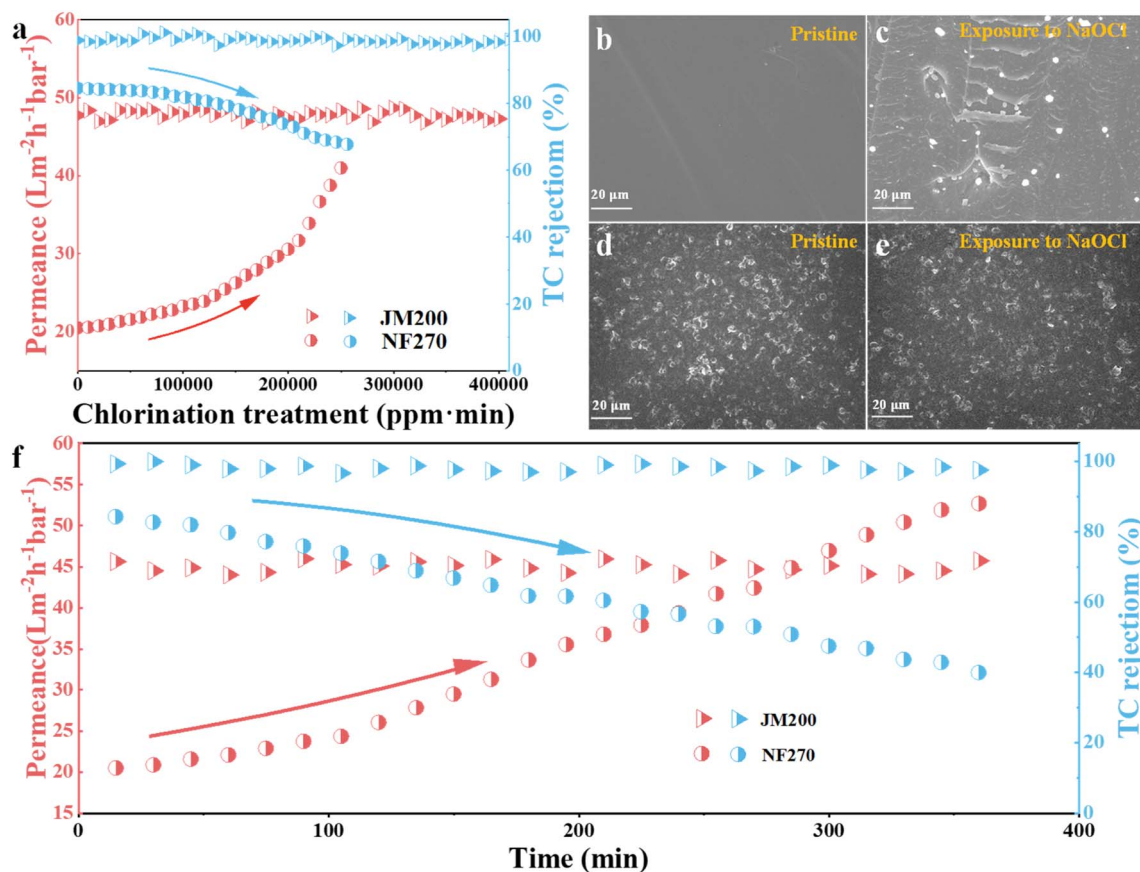 a
60
50
40
30
20
Permeance (Lm-2h-1bar-1)
100
80
60
40
20
0
TC rejection (%)
JM200
NF270
0
100000
200000
300000
400000
Chlorination treatment (ppm·min)
b
Pristine
20 μm
c
Exposure to NaOCl
20 μm
d
Pristine
20 μm
e
Exposure to NaOCl
20 μm
f
60
55
50
45
40
35
30
25
20
15
Permeance(Lm-2h-1bar-1)
100
80
60
40
20
0
TC rejectiom (%)
JM200
NF270
0
100
200
300
400
Time (min)